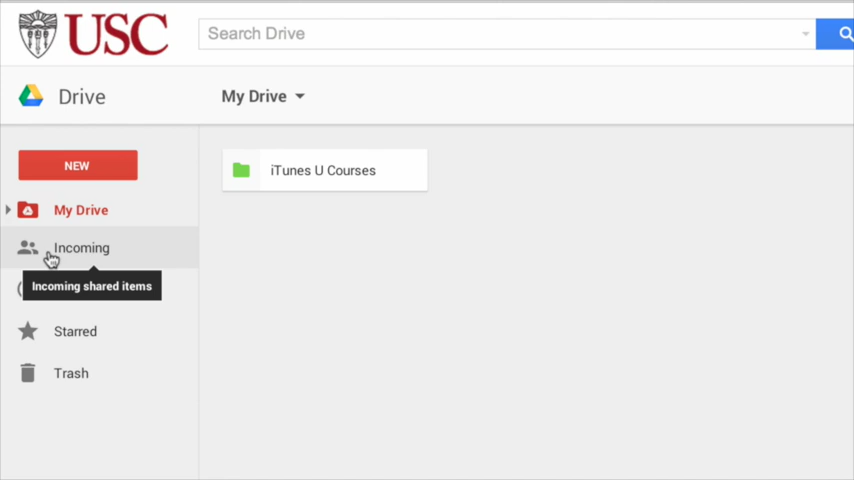 USC
Search Drive
Drive
My Drive
NEW
iTunes U Courses
My Drive
Incoming
Incoming shared items
Starred
Trash